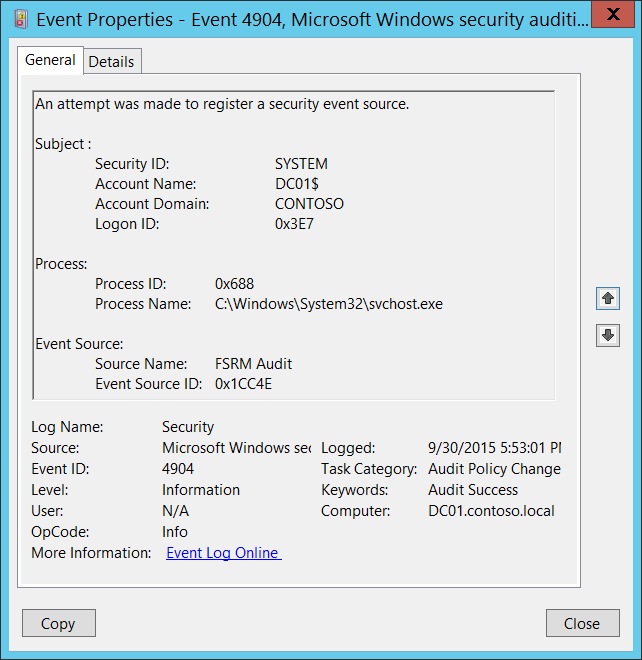 Event Properties - Event 4904, Microsoft Windows security auditi...
X
General
Details
An attempt was made to register a security event source.
Subject :
Security ID: SYSTEM
Account Name: DC01$
Account Domain: CONTOSO
Logon ID: 0x3E7
Process:
Process ID: 0x688
Process Name: C:\Windows\System32\svchost.exe
Event Source:
Source Name: FSRM Audit
Event Source ID: 0x1CC4E
Log Name: Security
Source: Microsoft Windows sec Logged: 9/30/2015 5:53:01 PM
Event ID: 4904 Task Category: Audit Policy Change
Level: Information Keywords: Audit Success
User: N/A Computer: DC01.contoso.local
OpCode: Info
More Information: Event Log Online
Copy
Close